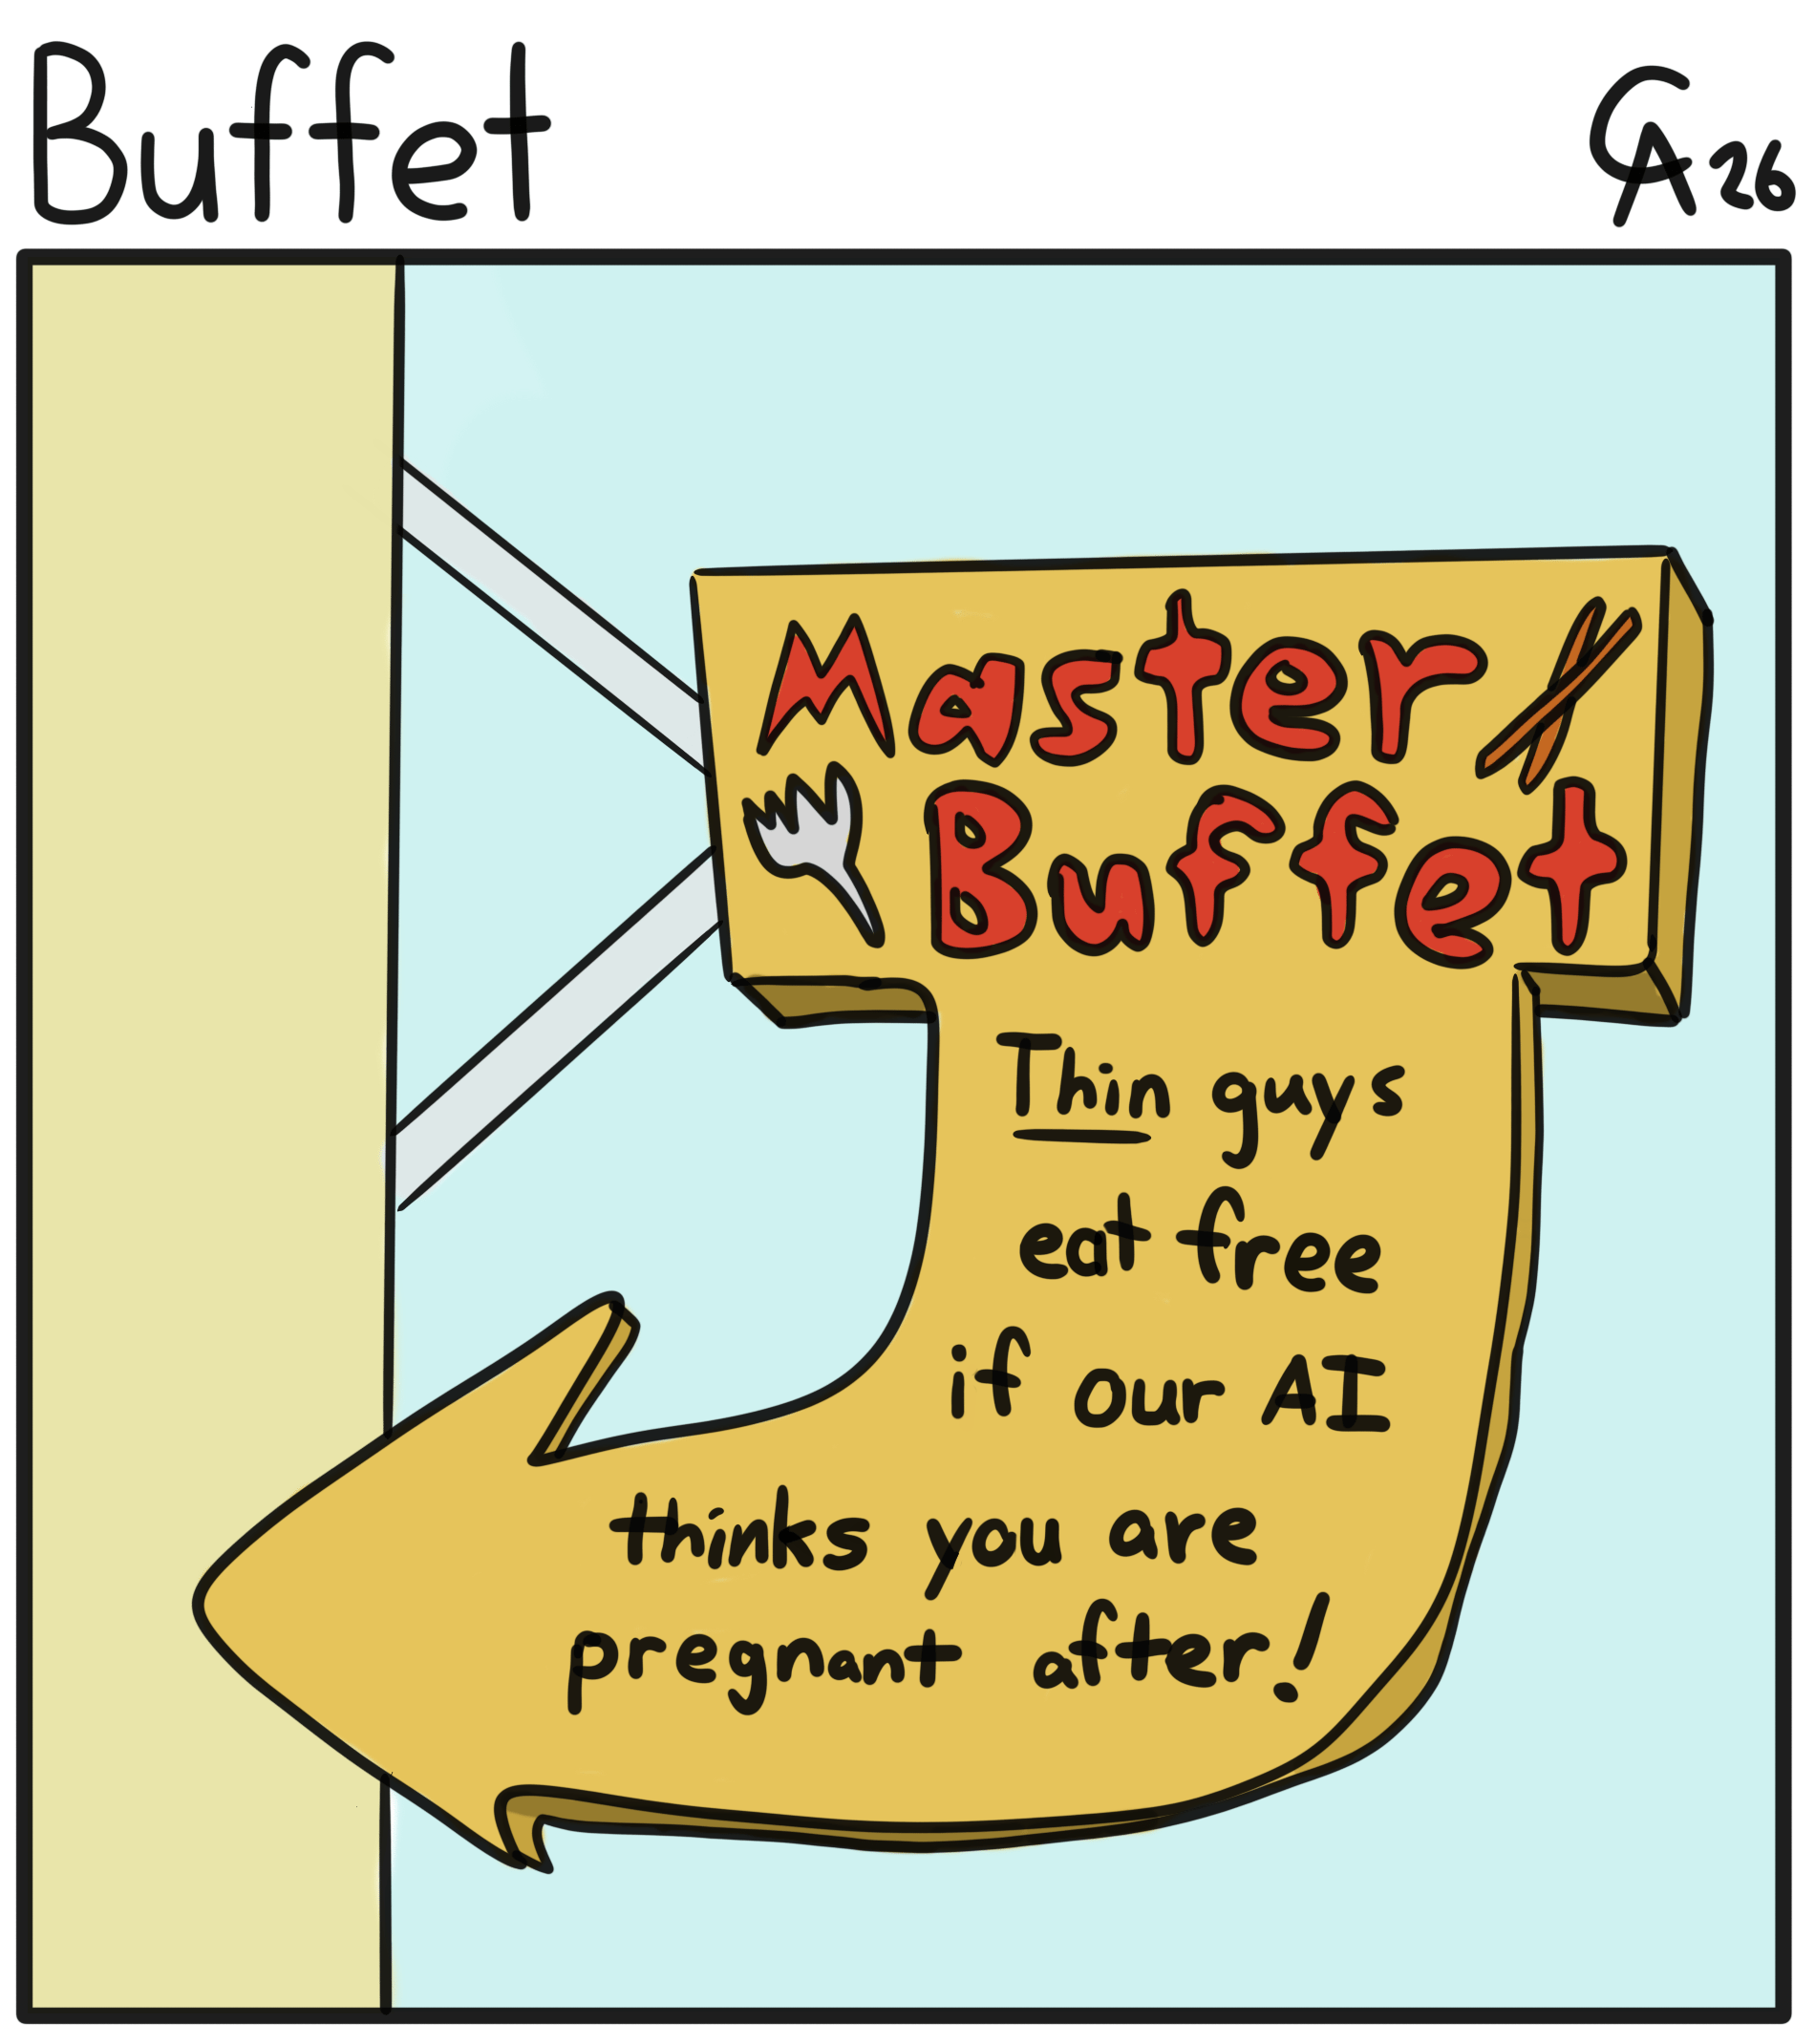 Buffet
CA 26
Master
Buffet
Thin guys
eat free
if our AI
thinks you are
pregnant after!